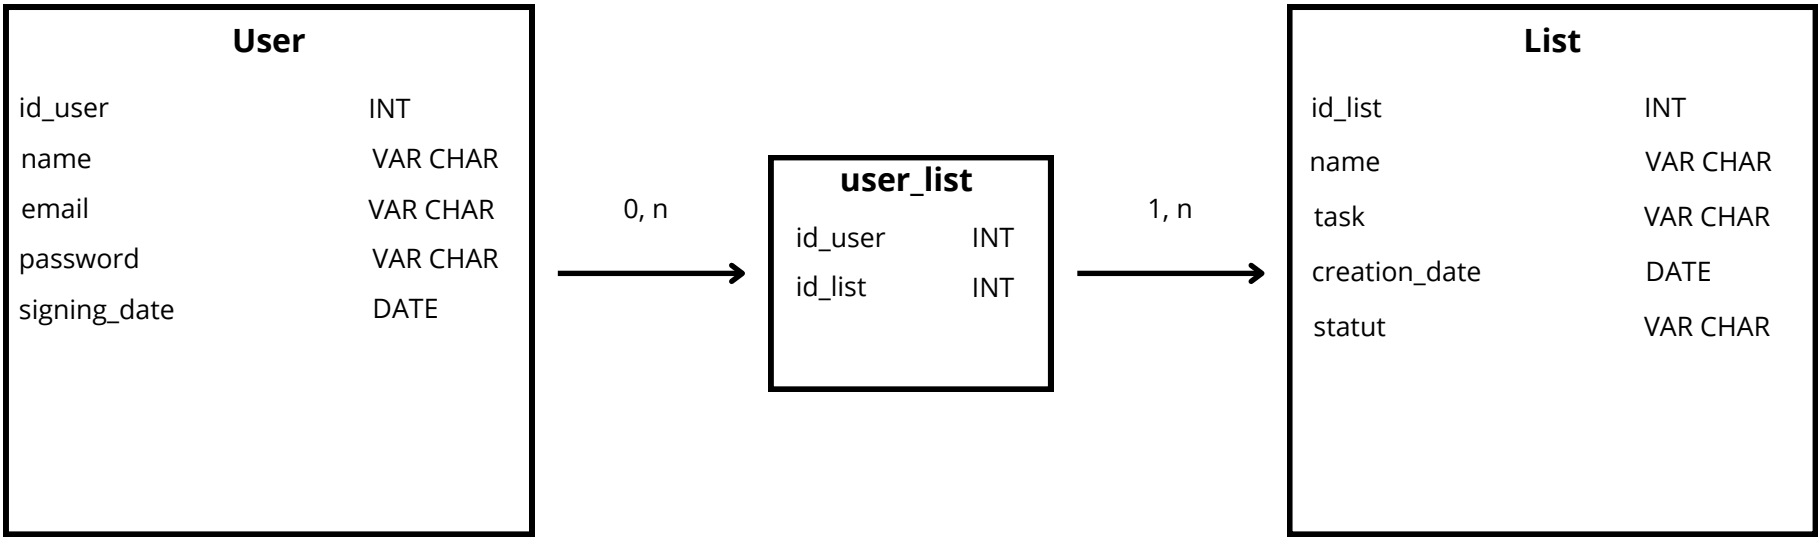 User
id_user INT
name VAR CHAR
email VAR CHAR
password VAR CHAR
signing_date DATE
0, n
user_list
id_user INT
id_list INT
1, n
List
id_list INT
name VAR CHAR
task VAR CHAR
creation_date DATE
statut VAR CHAR